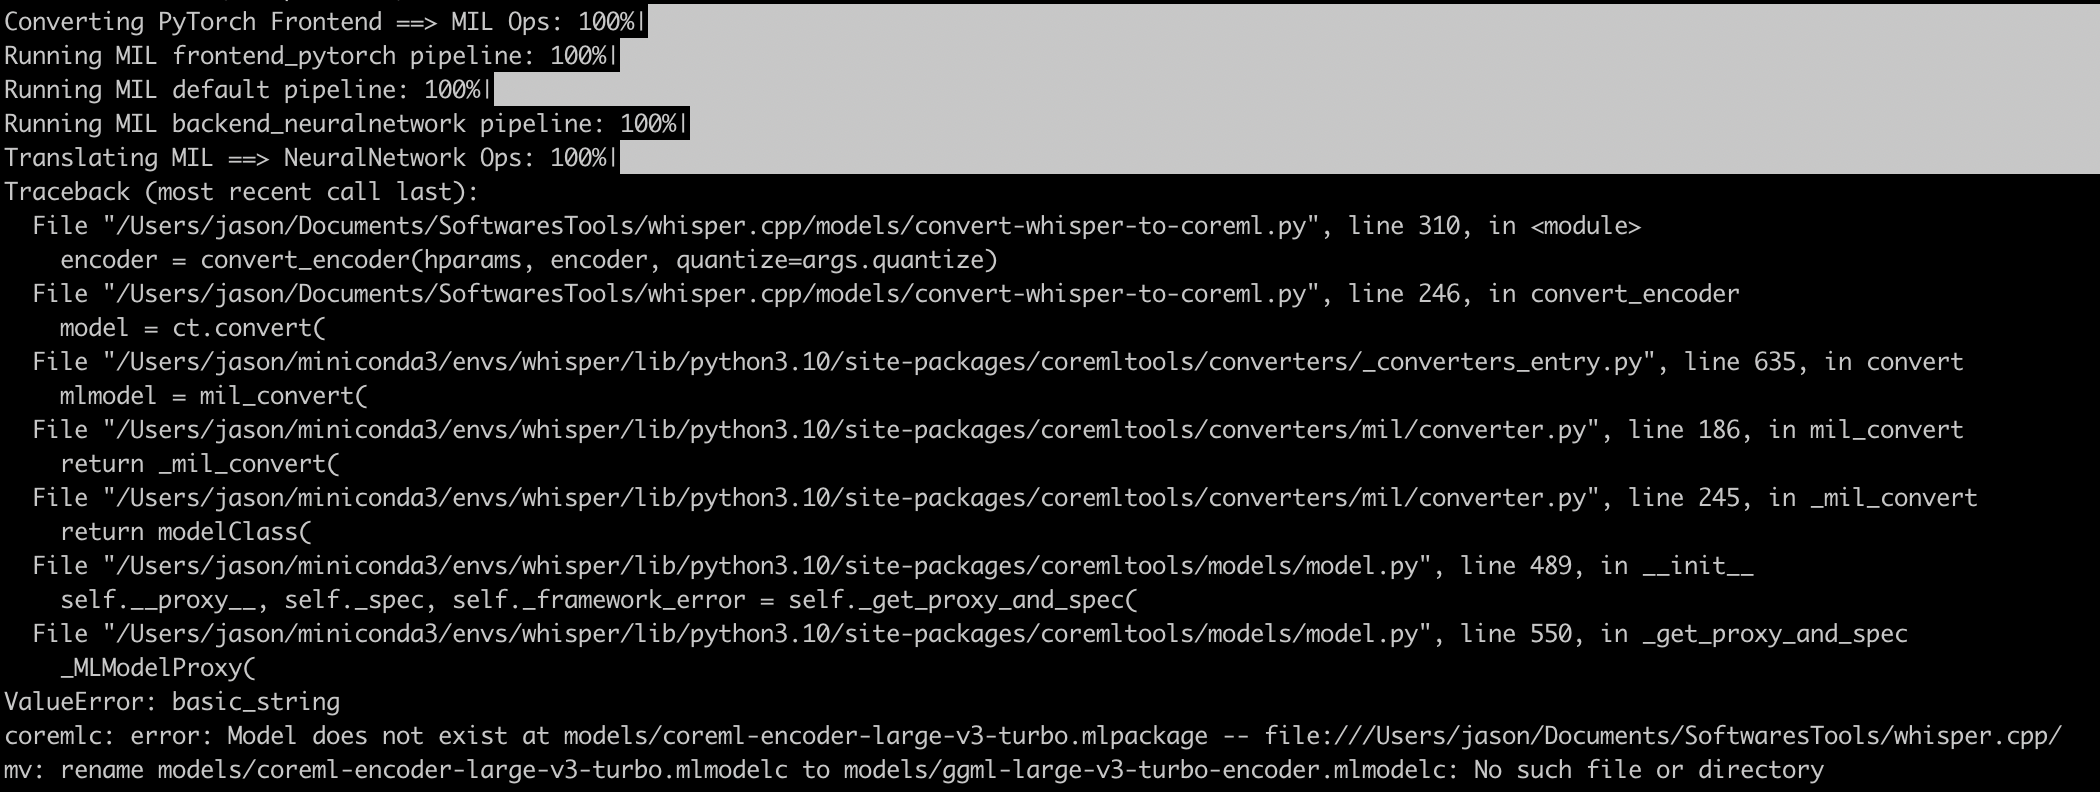 Converting PyTorch Frontend ==> MIL Ops: 100%|
Running MIL frontend_pytorch pipeline: 100%|
Running MIL default pipeline: 100%|
Running MIL backend_neuralnetwork pipeline: 100%|
Translating MIL ==> NeuralNetwork Ops: 100%|
Traceback (most recent call last):
  File "/Users/jason/Documents/SoftwaresTools/whisper.cpp/models/convert-whisper-to-coreml.py", line 310, in <module>
    encoder = convert_encoder(hparams, encoder, quantize=args.quantize)
  File "/Users/jason/Documents/SoftwaresTools/whisper.cpp/models/convert-whisper-to-coreml.py", line 246, in convert_encoder
    model = ct.convert(
  File "/Users/jason/miniconda3/envs/whisper/lib/python3.10/site-packages/coremltools/converters/_converters_entry.py", line 635, in convert
    mlmodel = mil_convert(
  File "/Users/jason/miniconda3/envs/whisper/lib/python3.10/site-packages/coremltools/converters/mil/converter.py", line 186, in mil_convert
    return _mil_convert(
  File "/Users/jason/miniconda3/envs/whisper/lib/python3.10/site-packages/coremltools/converters/mil/converter.py", line 245, in _mil_convert
    return modelClass(
  File "/Users/jason/miniconda3/envs/whisper/lib/python3.10/site-packages/coremltools/models/model.py", line 489, in __init__
    self.__proxy__, self._spec, self._framework_error = self._get_proxy_and_spec(
  File "/Users/jason/miniconda3/envs/whisper/lib/python3.10/site-packages/coremltools/models/model.py", line 550, in _get_proxy_and_spec
    _MLModelProxy(
ValueError: basic_string
coremlc: error: Model does not exist at models/coreml-encoder-large-v3-turbo.mlpackage -- file:///Users/jason/Documents/SoftwaresTools/whisper.cpp/
mv: rename models/coreml-encoder-large-v3-turbo.mlmodelc to models/ggml-large-v3-turbo-encoder.mlmodelc: No such file or directory